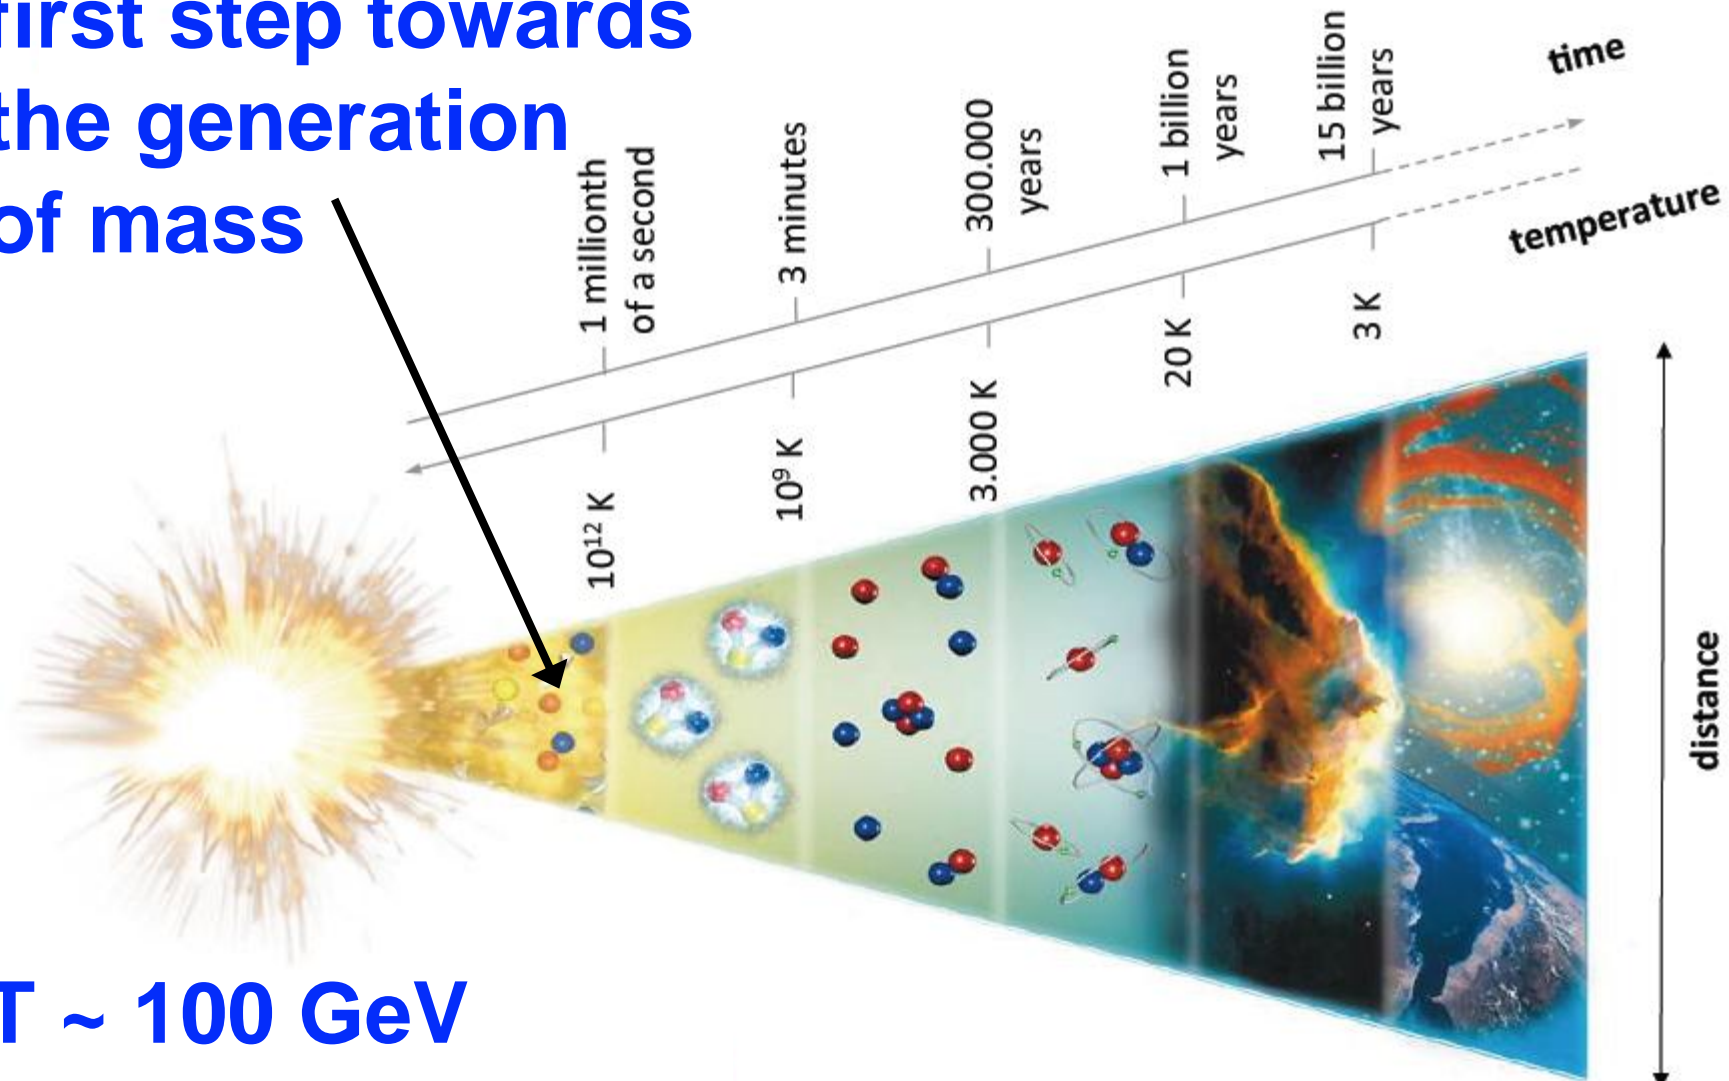 first step towards
the generation
of mass
1 millionth
of a second
3 minutes
300.000
years
1 billion
years
15 billion
years
time
temperature
10¹² K
10⁹ K
3.000 K
20 K
3 K
distance
T ~ 100 GeV